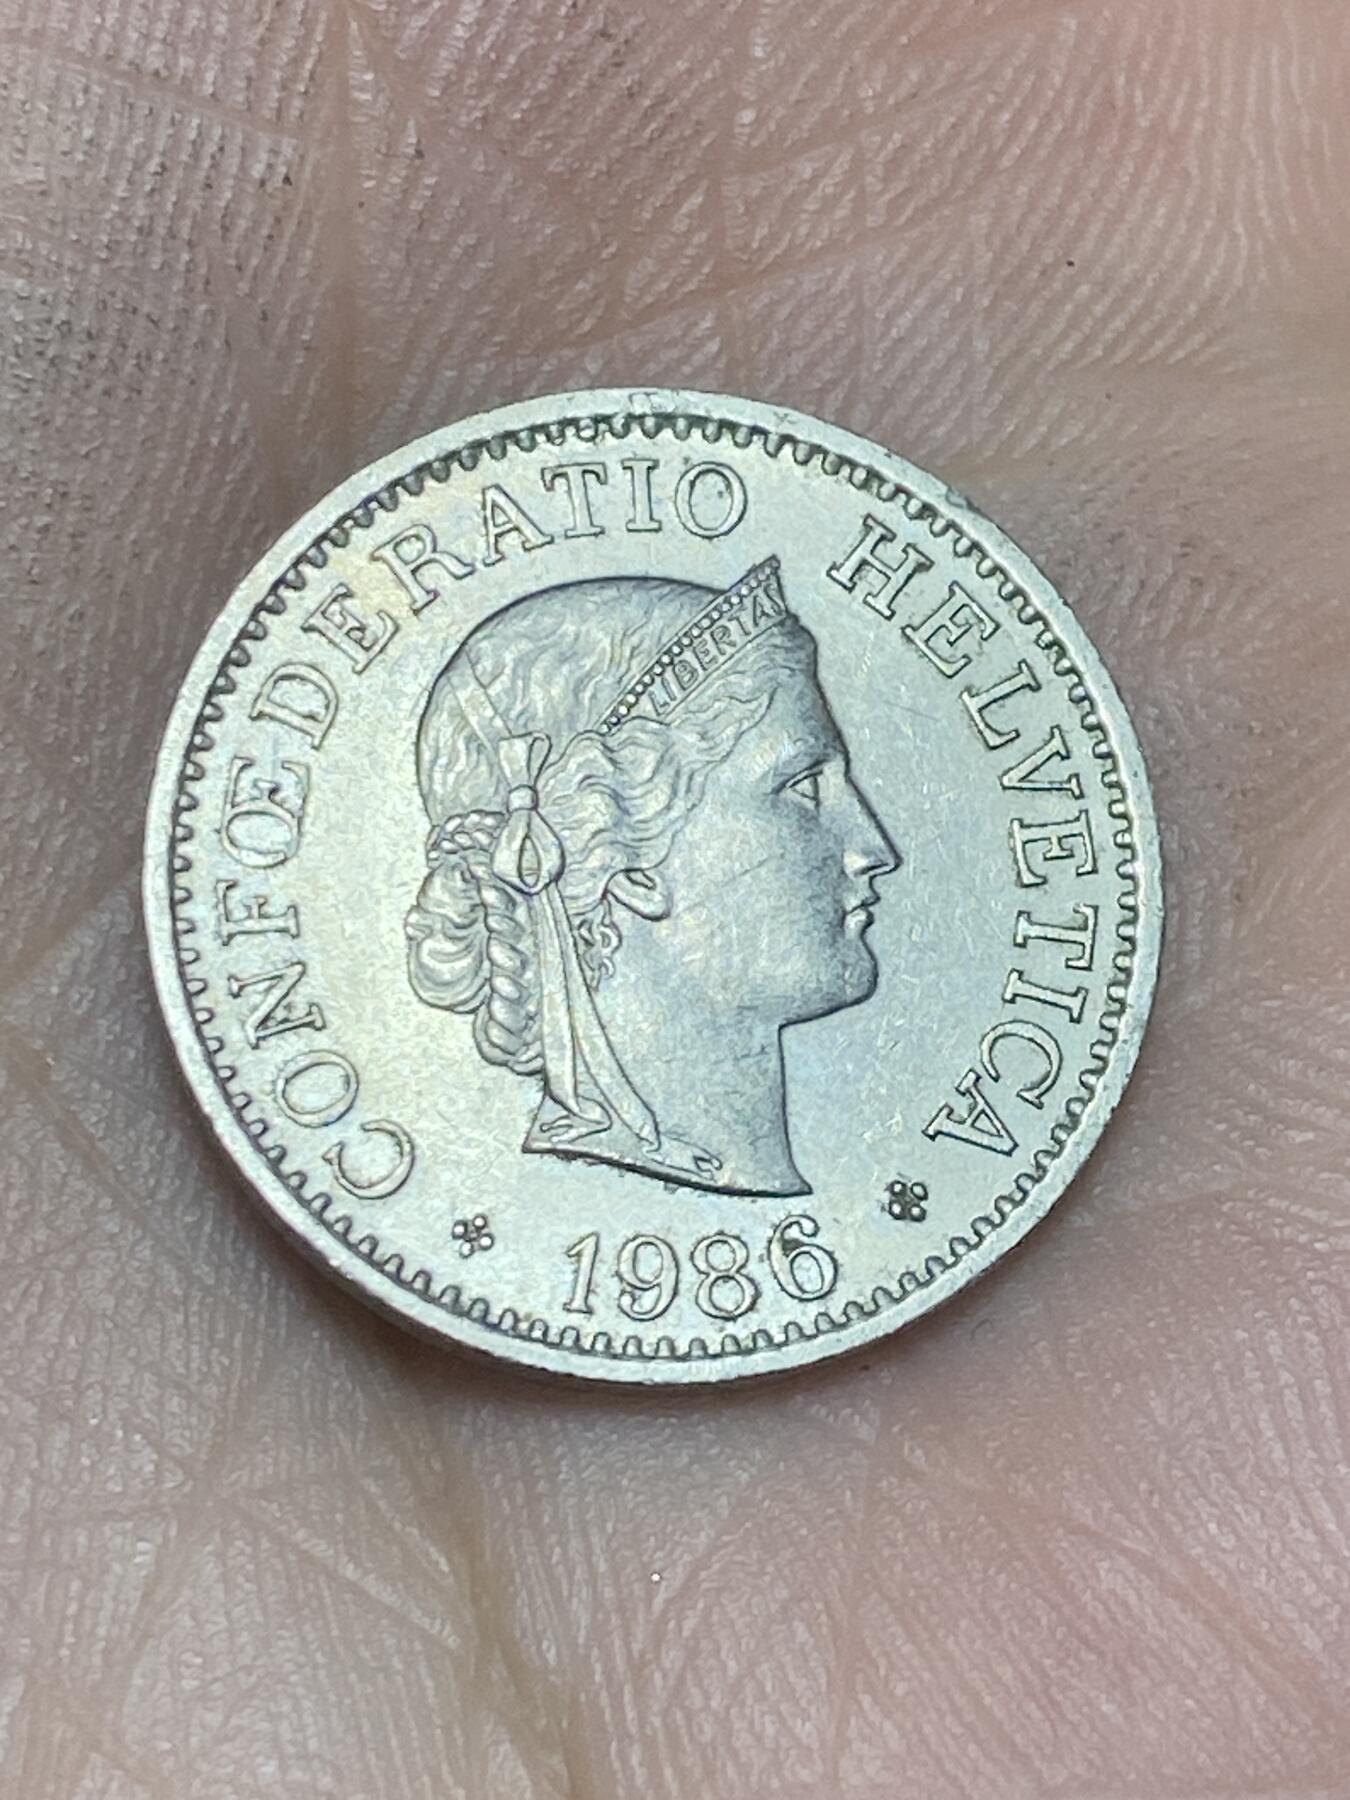 CONFŒDERATIO HELVETICA
LIBERTAS
1986